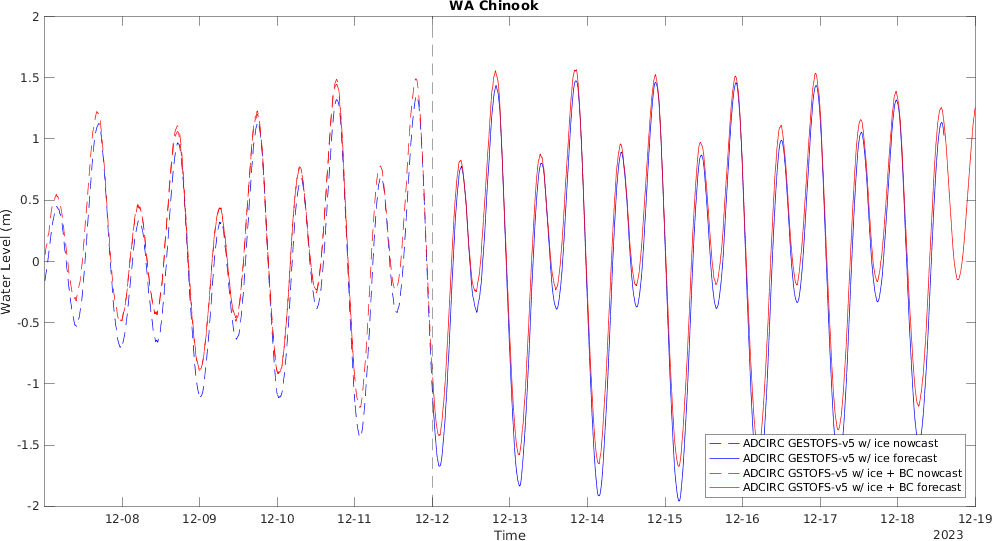 WA Chinook
2
1.5
1
0.5
0
-0.5
-1
-1.5
-2
Water Level (m)
ADCIRC GESTOFS-v5 w/ ice nowcast
ADCIRC GESTOFS-v5 w/ ice forecast
ADCIRC GSTOFS-v5 w/ ice + BC nowcast
ADCIRC GSTOFS-v5 w/ ice + BC forecast
12-08 12-09 12-10 12-11 12-12 12-13 12-14 12-15 12-16 12-17 12-18 12-19
Time
2023